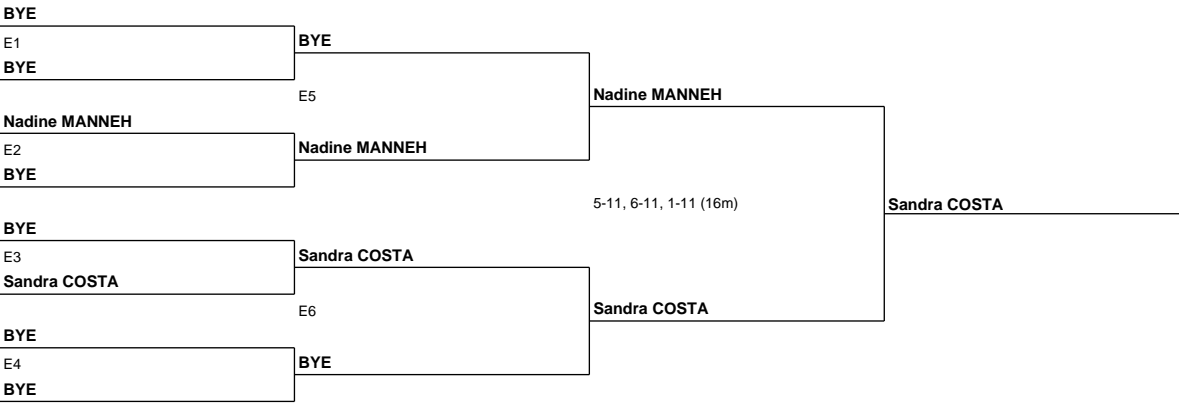 BYE
E1
BYE
BYE
E5
Nadine MANNEH
Nadine MANNEH
E2
Nadine MANNEH
BYE
5-11, 6-11, 1-11 (16m)
Sandra COSTA
BYE
E3
Sandra COSTA
Sandra COSTA
E6
Sandra COSTA
BYE
E4
BYE
BYE